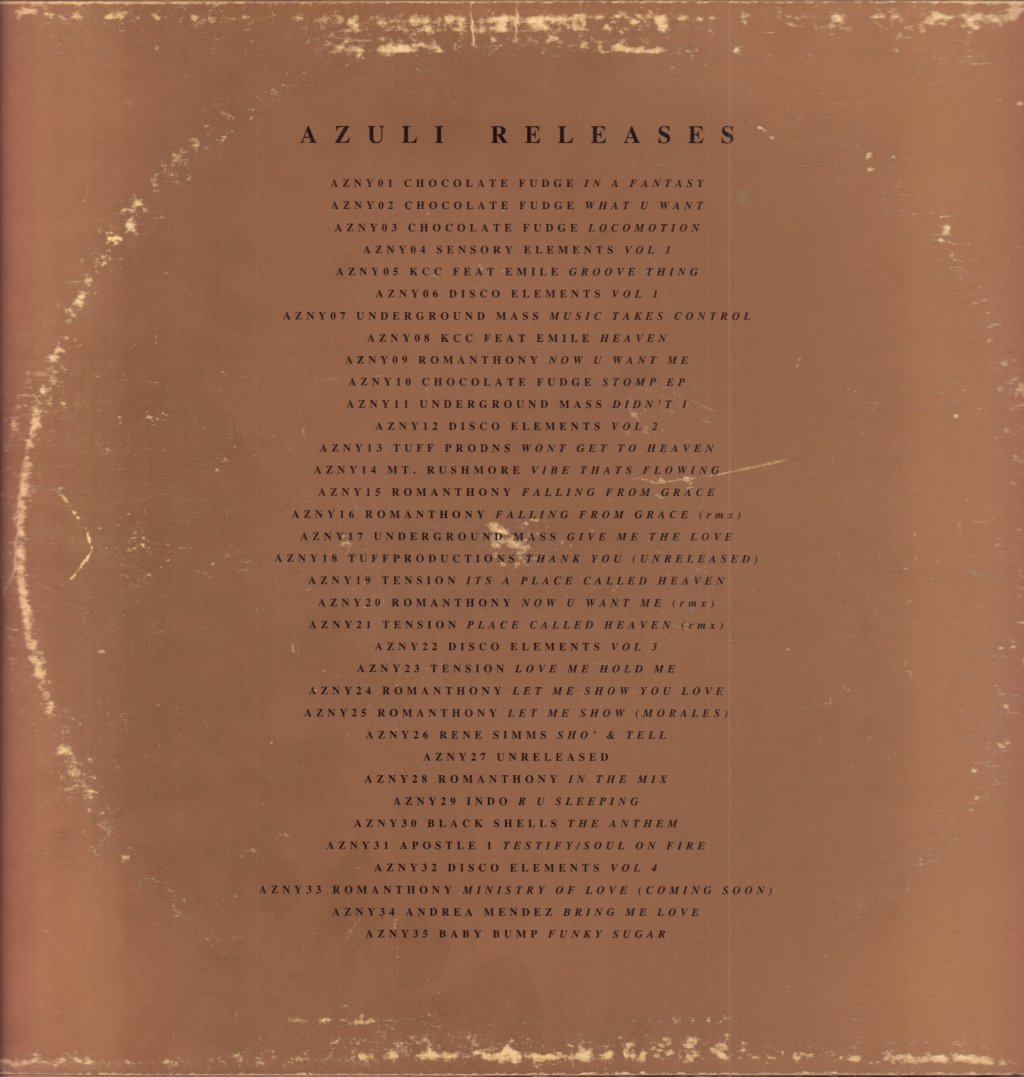 AZULI RELEASES
AZNY01 CHOCOLATE FUDGE IN A FANTASY
AZNY02 CHOCOLATE FUDGE WHAT U WANT
AZNY03 CHOCOLATE FUDGE LOCOMOTION
AZNY04 SENSORY ELEMENTS VOL 1
AZNY05 KCC FEAT EMILE GROOVE THING
AZNY06 DISCO ELEMENTS VOL 1
AZNY07 UNDERGROUND MASS MUSIC TAKES CONTROL
AZNY08 KCC FEAT EMILE HEAVEN
AZNY09 ROMANTHONY NOW U WANT ME
AZNY10 CHOCOLATE FUDGE STOMP EP
AZNY11 UNDERGROUND MASS DIDN'T I
AZNY12 DISCO ELEMENTS VOL 2
AZNY13 TUFF PRODNS WONT GET TO HEAVEN
AZNY14 MT. RUSHMORE VIBE THATS FLOWING
AZNY15 ROMANTHONY FALLING FROM GRACE
AZNY16 ROMANTHONY FALLING FROM GRACE (rmx)
AZNY17 UNDERGROUND MASS GIVE ME THE LOVE
AZNY18 TUFFPRODUCTIONS THANK YOU (UNRELEASED)
AZNY19 TENSION ITS A PLACE CALLED HEAVEN
AZNY20 ROMANTHONY NOW U WANT ME (rmx)
AZNY21 TENSION PLACE CALLED HEAVEN (rmx)
AZNY22 DISCO ELEMENTS VOL 3
AZNY23 TENSION LOVE ME HOLD ME
AZNY24 ROMANTHONY LET ME SHOW YOU LOVE
AZNY25 ROMANTHONY LET ME SHOW (MORALES)
AZNY26 RENE SIMMS SHO' & TELL
AZNY27 UNRELEASED
AZNY28 ROMANTHONY IN THE MIX
AZNY29 INDO R U SLEEPING
AZNY30 BLACK SHELLS THE ANTHEM
AZNY31 APOSTLE 1 TESTIFY/SOUL ON FIRE
AZNY32 DISCO ELEMENTS VOL 4
AZNY33 ROMANTHONY MINISTRY OF LOVE (COMING SOON)
AZNY34 ANDREA MENDEZ BRING ME LOVE
AZNY35 BABY BUMP FUNKY SUGAR